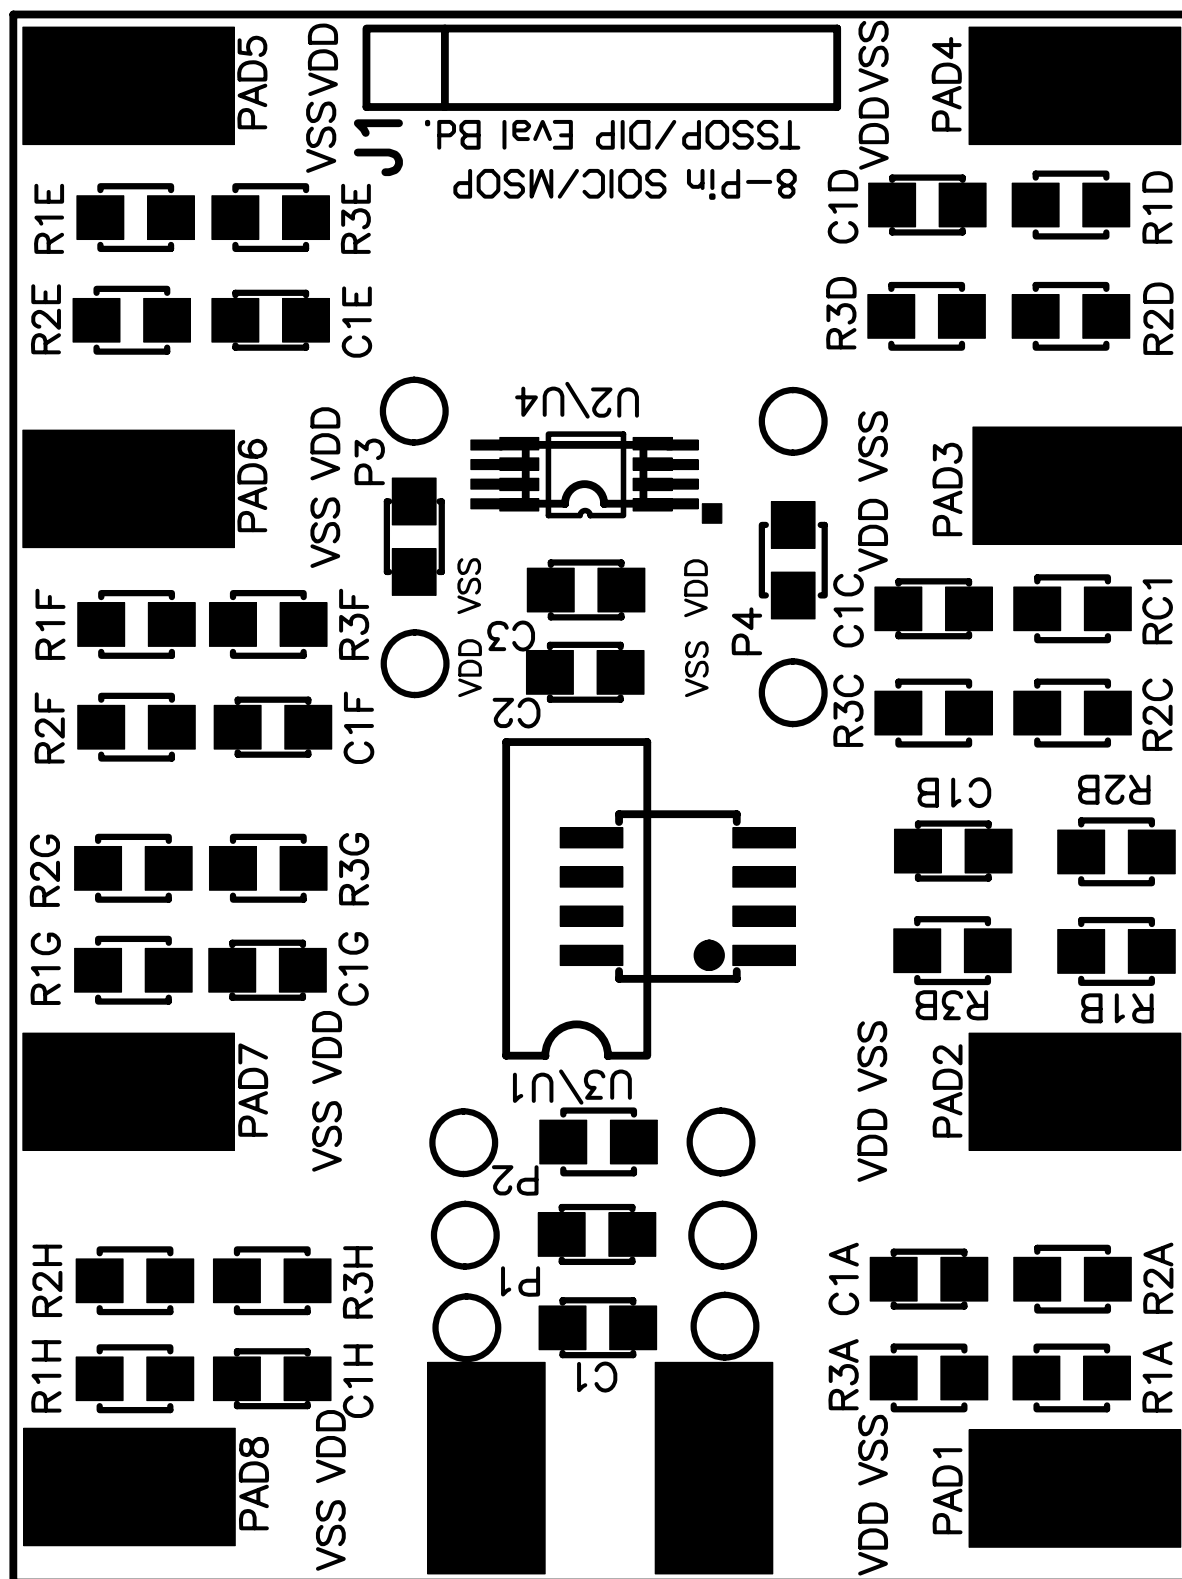 PAD5
VSS VDD
J1
TSSOP/DIP Eval Bd.
8-Pin SOIC/MSOP
VDD VSS
PAD4
R1E
R3E
C1D
R1D
R2E
C1E
R3D
R2D
U2\U4
PAD6
VSS VDD
P3
VDD VSS
PAD3
VSS
VDD
R1F
R3F
C3
P4
C1C
RC1
VDD
VSS
R2F
C1F
C2
R3C
R2C
C1B
R2B
R2G
R3G
R1G
C1G
R3B
R1B
PAD7
VSS VDD
U3\U1
VDD VSS
PAD2
P2
R2H
R3H
P1
C1A
R2A
R1H
C1H
C1
R3A
R1A
PAD8
VSS VDD
VDD VSS
PAD1